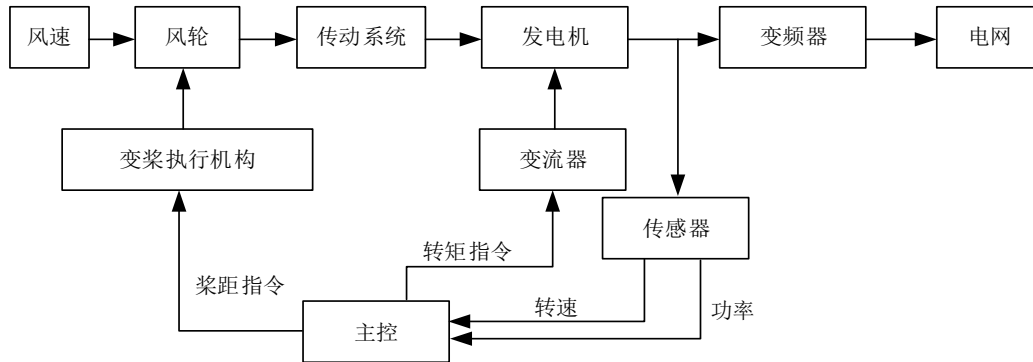 风速
风轮
传动系统
发电机
变频器
电网
变桨执行机构
变流器
传感器
转矩指令
桨距指令
转速
功率
主控